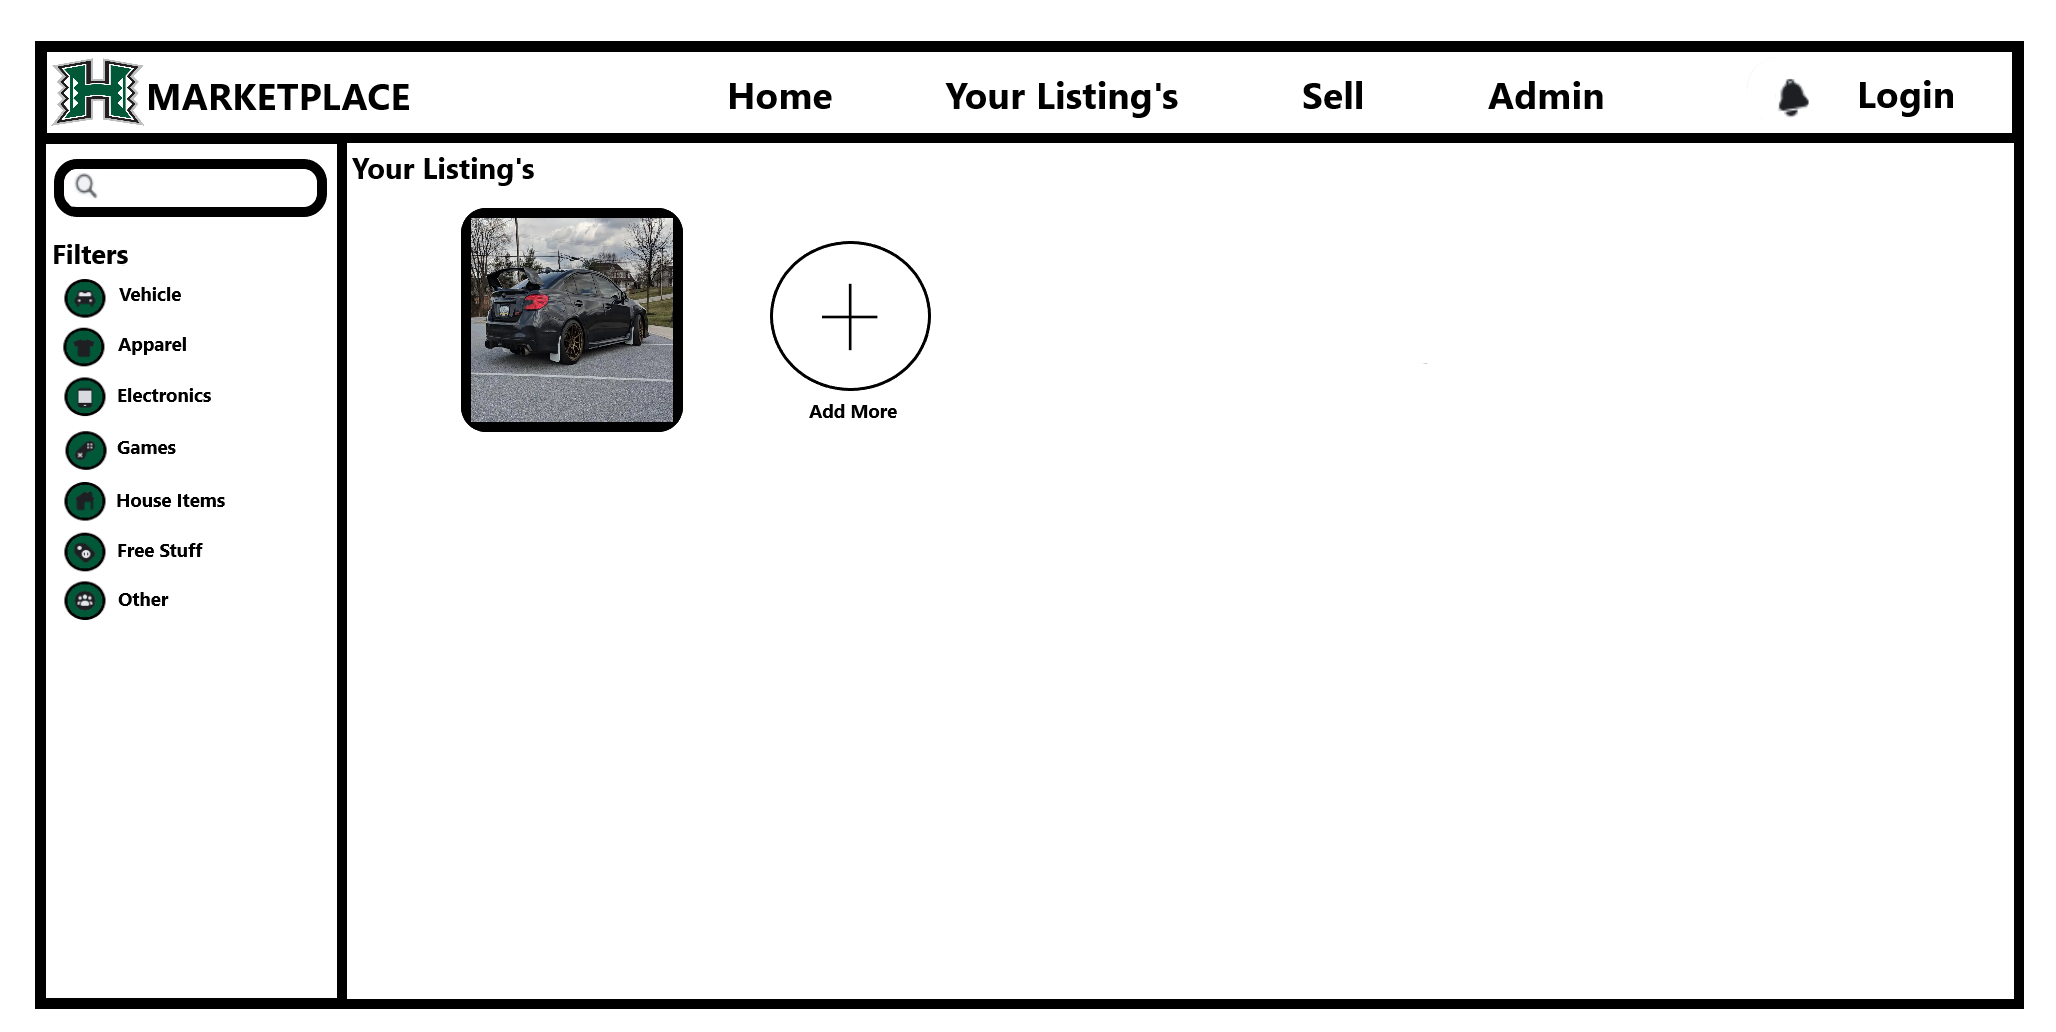 H MARKETPLACE Home Your Listing's Sell Admin Login
Your Listing's
Filters
Vehicle
Apparel
Electronics
Games
House Items
Free Stuff
Other
Add More